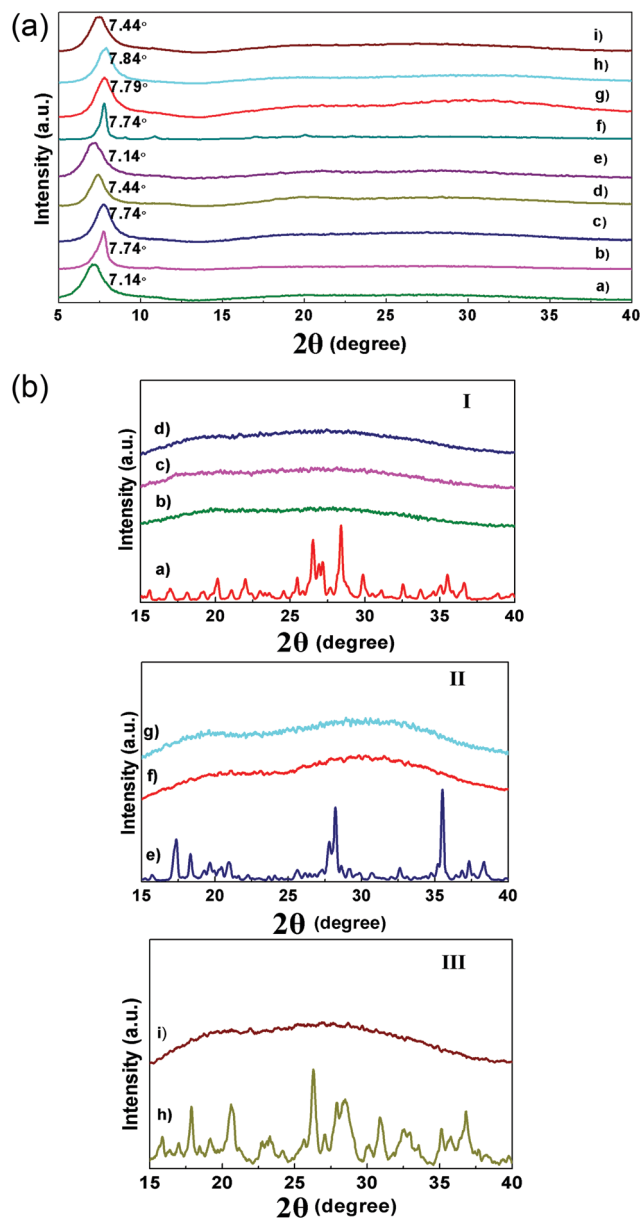 (a)
7.44° i)
7.84° h)
7.79° g)
7.74° f)
7.14° e)
7.44° d)
7.74° c)
7.74° b)
7.14° a)
Intensity (a.u.)
5 10 15 20 25 30 35 40
2θ (degree)
(b)
I
d)
c)
b)
a)
Intensity (a.u.)
15 20 25 30 35 40
2θ (degree)
II
g)
f)
e)
Intensity (a.u.)
15 20 25 30 35 40
2θ (degree)
III
i)
h)
Intensity (a.u.)
15 20 25 30 35 40
2θ (degree)